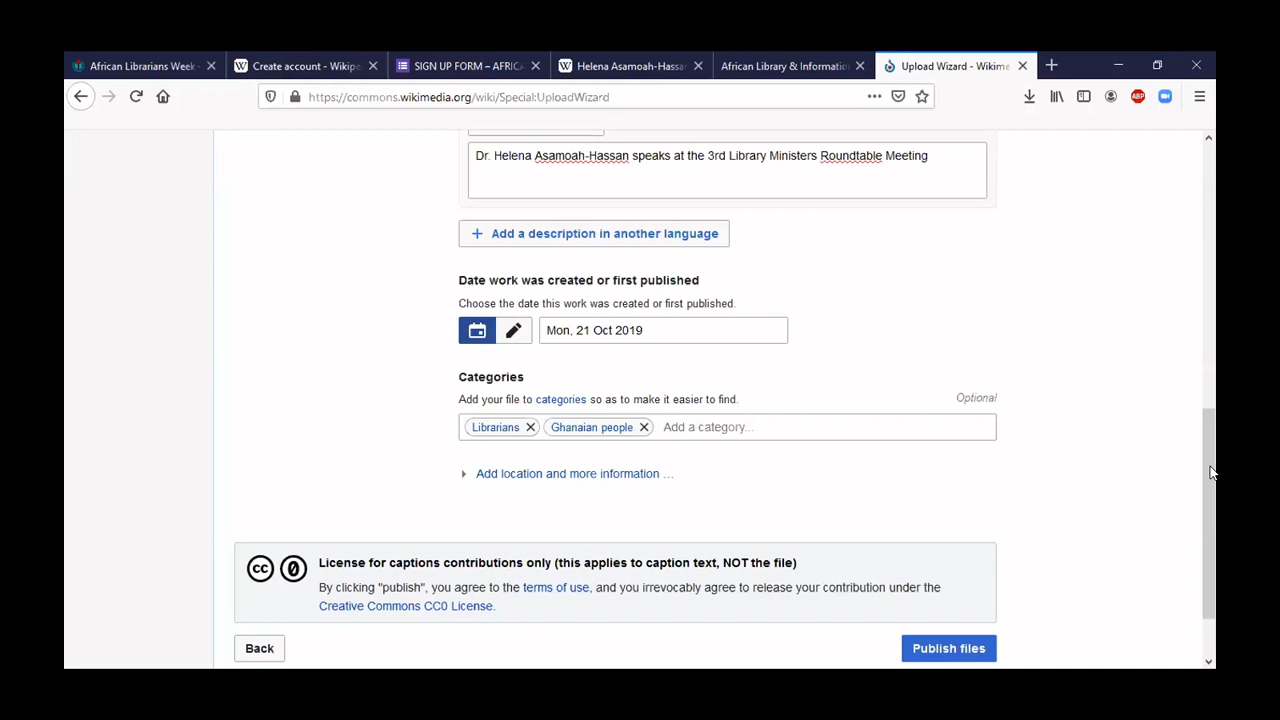 African Librarians Week -
Create account - Wikipe
SIGN UP FORM – AFRICA
Helena Asamoah-Hassa
African Library & Informatio
Upload Wizard - Wikime
https://commons.wikimedia.org/wiki/Special:UploadWizard
ABP
Dr. Helena Asamoah-Hassan speaks at the 3rd Library Ministers Roundtable Meeting
+ Add a description in another language
Date work was created or first published
Choose the date this work was created or first published.
Mon, 21 Oct 2019
Categories
Add your file to categories so as to make it easier to find.
Optional
Librarians Ghanaian people Add a category...
Add location and more information …
License for captions contributions only (this applies to caption text, NOT the file)
By clicking "publish", you agree to the terms of use, and you irrevocably agree to release your contribution under the
Creative Commons CC0 License.
Back
Publish files